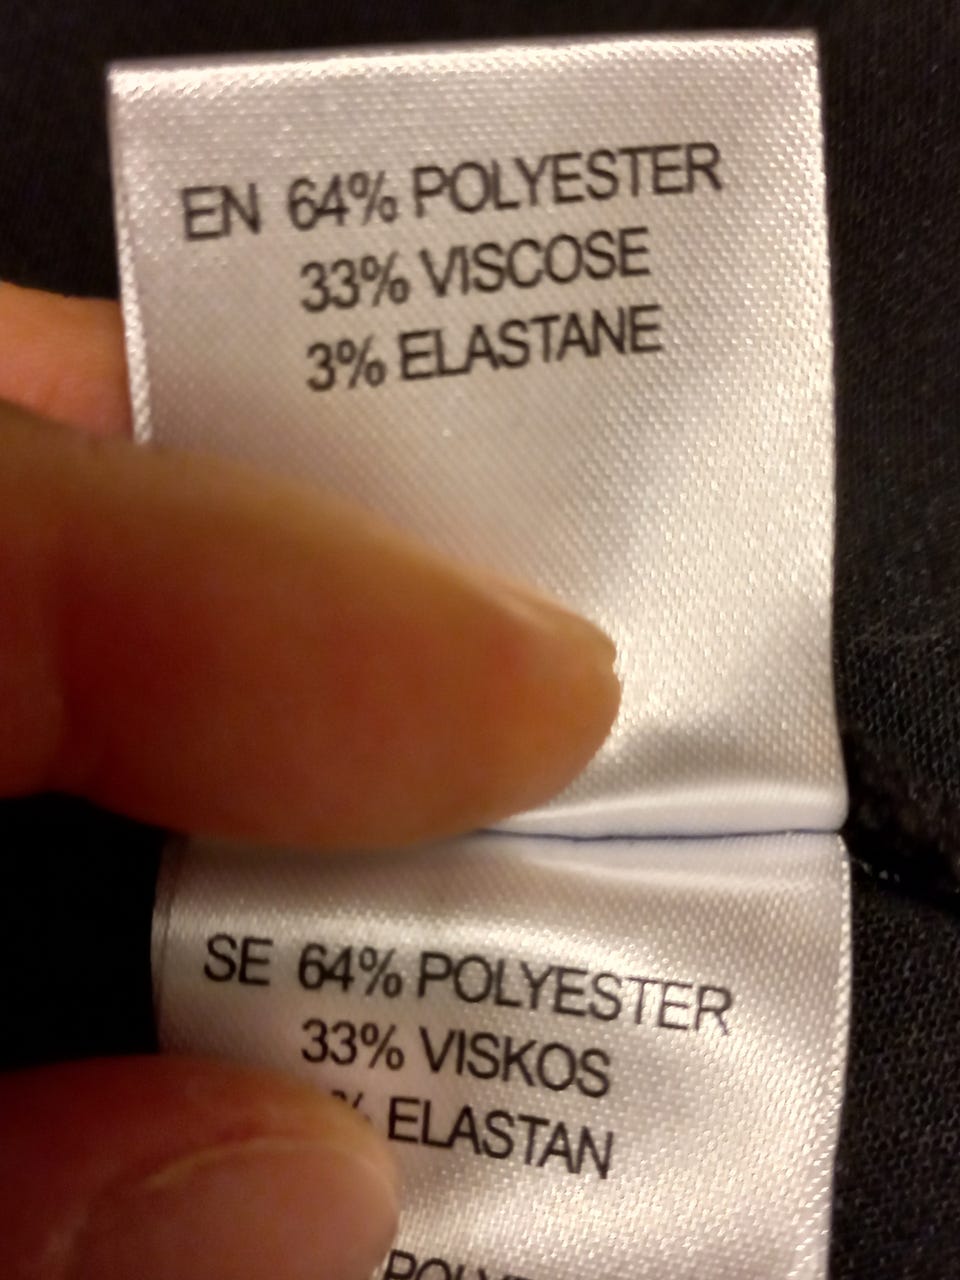 EN 64% POLYESTER
33% VISCOSE
3% ELASTANE
SE 64% POLYESTER
33% VISKOS
% ELASTAN